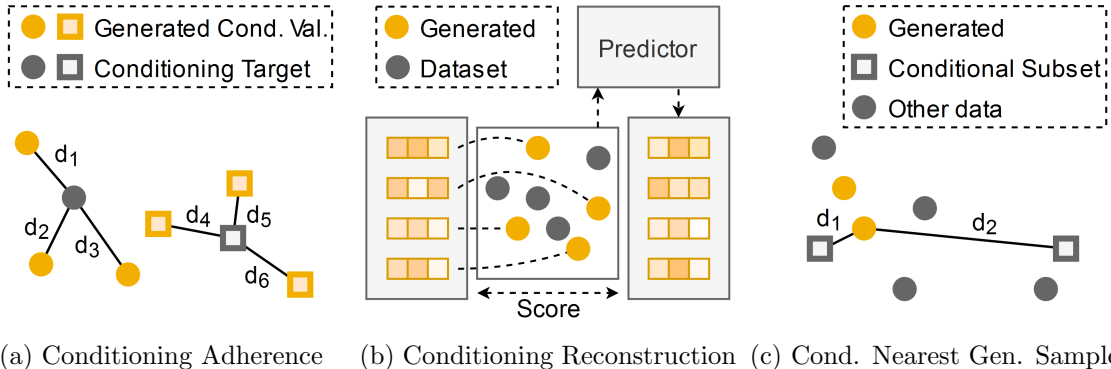 Generated Cond. Val.
Conditioning Target
d1
d2
d3
d4
d5
d6
(a) Conditioning Adherence
Generated
Dataset
Predictor
Score
(b) Conditioning Reconstruction
Generated
Conditional Subset
Other data
d1
d2
(c) Cond. Nearest Gen. Sample